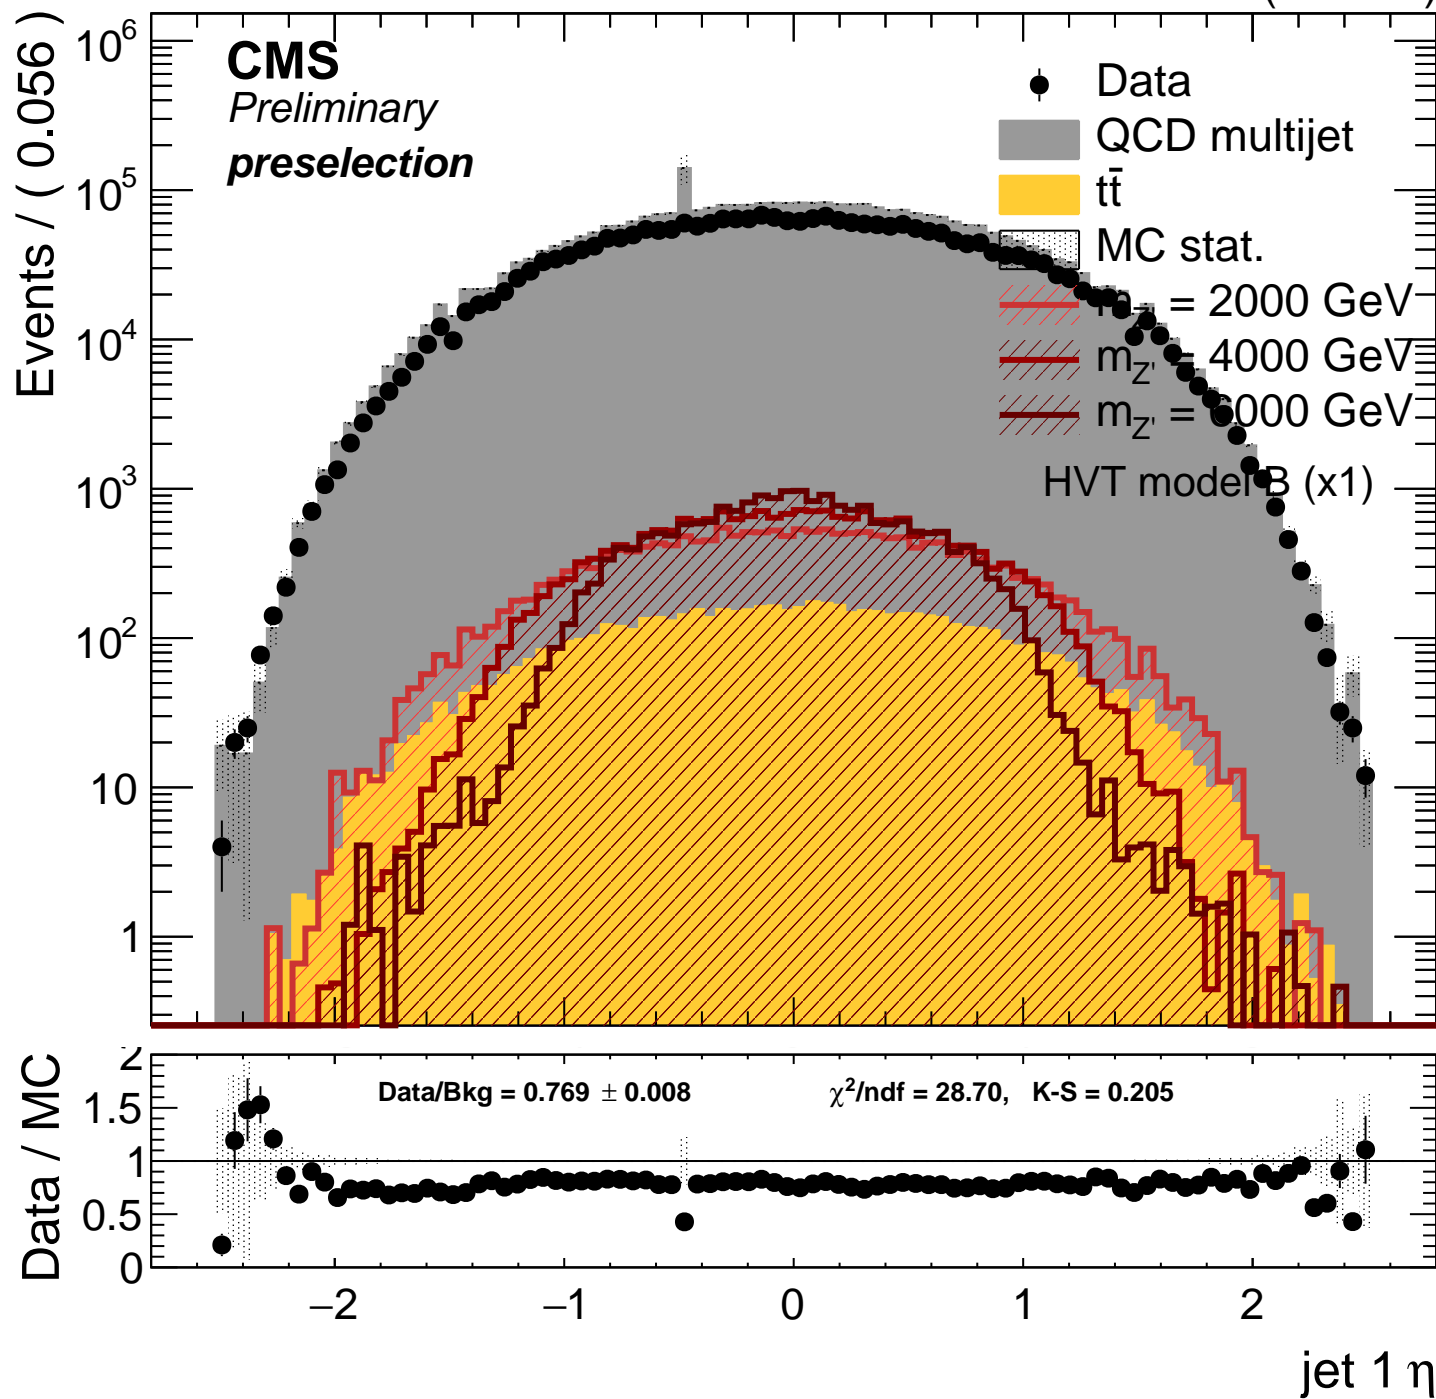 Events / ( 0.056 )
10^6
10^5
10^4
10^3
10^2
10
1
CMS
Preliminary
preselection
Data
QCD multijet
tt̄
MC stat.
= 2000 GeV
m_Z' = 4000 GeV
m_Z' = 6000 GeV
HVT model B (x1)
Data / MC
2
1.5
1
0.5
0
Data/Bkg = 0.769 ± 0.008
χ²/ndf = 28.70, K-S = 0.205
−2
−1
0
1
2
jet 1 η